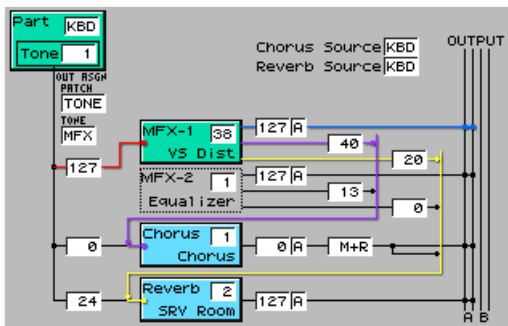 Part KBD
Tone 1
Chorus Source KBD
Reverb Source KBD
OUTPUT
OUT ASGN
PATCH
TONE
TONE
MFX
127
MFX-1 38
VS Dist
127 A
40
20
MFX-2 1
Equalizer
127 A
13
0
0
Chorus 1
Chorus
0 A
M+R
24
Reverb 2
SRV Room
127 A
A B